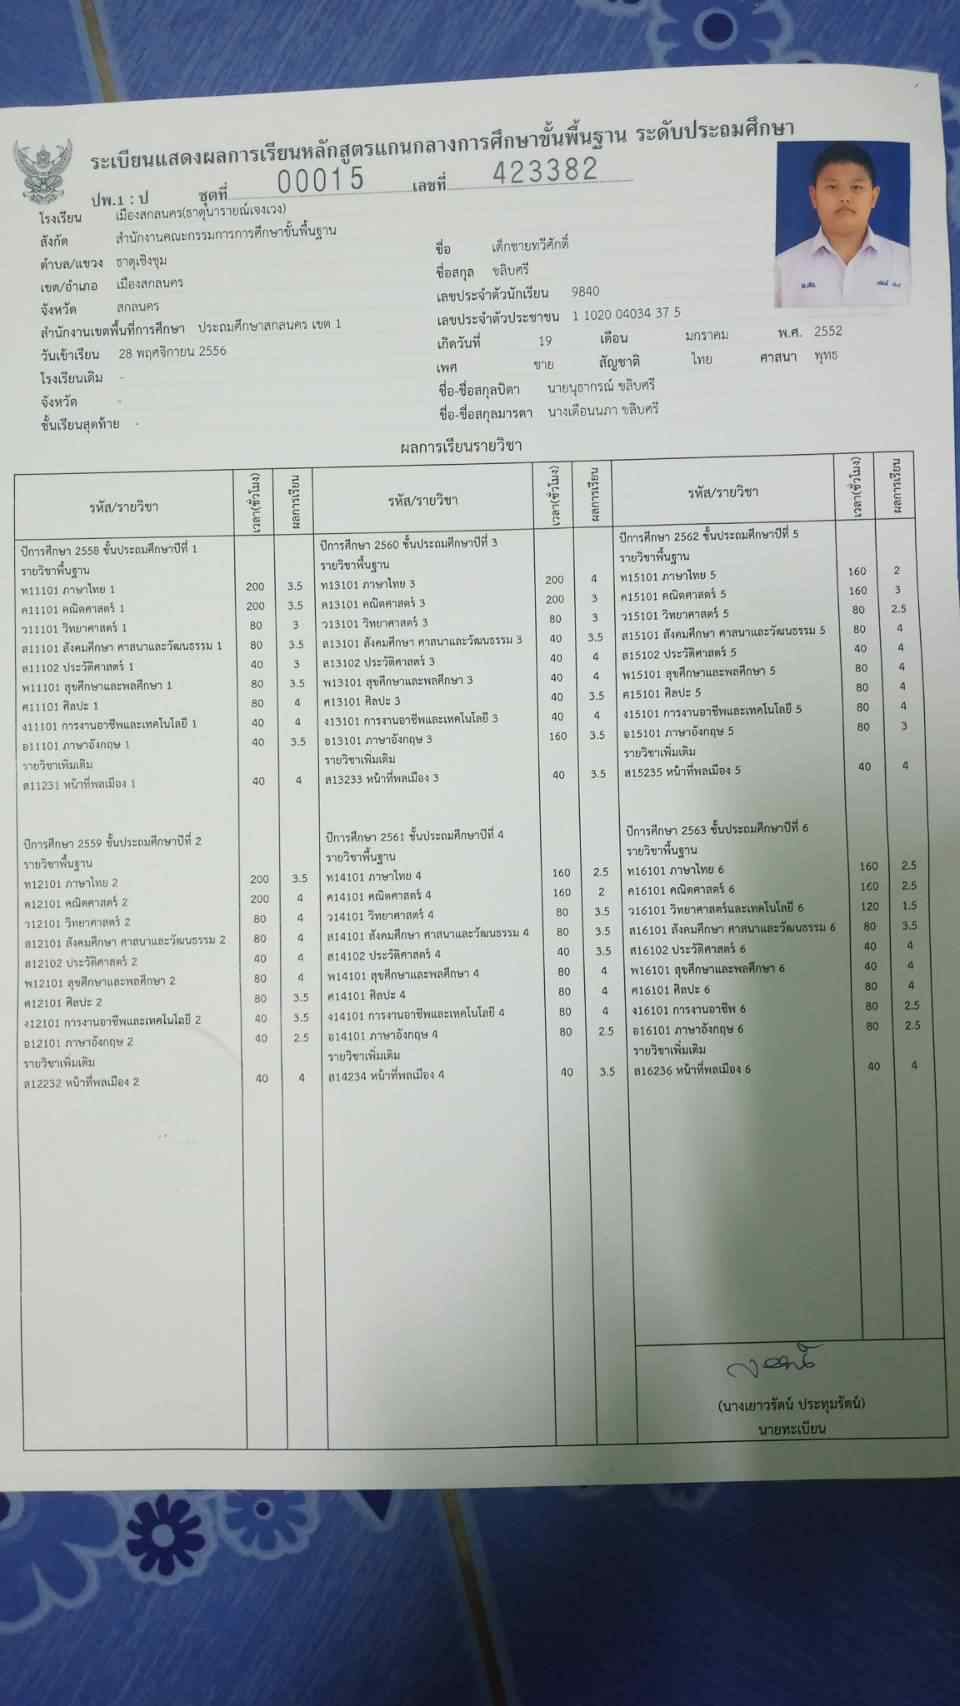 ระเบียนแสดงผลการเรียนหลักสูตรแกนกลางการศึกษาขั้นพื้นฐาน ระดับประถมศึกษา
ปพ.1 : ป ชุดที่ 00015 เลขที่ 423382
โรงเรียน เมืองสกลนคร(ธาตุนารายณ์เจงเวง)
สังกัด สำนักงานคณะกรรมการการศึกษาขั้นพื้นฐาน
ตำบล/แขวง ธาตุเชิงชุม
เขต/อำเภอ เมืองสกลนคร
จังหวัด สกลนคร
สำนักงานเขตพื้นที่การศึกษา ประถมศึกษาสกลนคร เขต 1
วันเข้าเรียน 28 พฤศจิกายน 2556
โรงเรียนเดิม -
จังหวัด -
ชั้นเรียนสุดท้าย -
ชื่อ เด็กชายทวีศักดิ์
ชื่อสกุล ชลิบศรี
เลขประจำตัวนักเรียน 9840
เลขประจำตัวประชาชน 1 1020 04034 37 5
เกิดวันที่ 19 เดือน มกราคม พ.ศ. 2552
เพศ ชาย สัญชาติ ไทย ศาสนา พุทธ
ชื่อ-ชื่อสกุลบิดา นายนุธากรณ์ ชลิบศรี
ชื่อ-ชื่อสกุลมารดา นางเดือนนภา ชลิบศรี
ผลการเรียนรายวิชา
รหัส/รายวิชา เวลา(ชั่วโมง) ผลการเรียน
ปีการศึกษา 2558 ชั้นประถมศึกษาปีที่ 1
รายวิชาพื้นฐาน
ท11101 ภาษาไทย 1 200 3.5
ค11101 คณิตศาสตร์ 1 200 3.5
ว11101 วิทยาศาสตร์ 1 80 3
ส11101 สังคมศึกษา ศาสนาและวัฒนธรรม 1 80 3.5
ส11102 ประวัติศาสตร์ 1 40 3
พ11101 สุขศึกษาและพลศึกษา 1 80 3.5
ศ11101 ศิลปะ 1 80 4
ง11101 การงานอาชีพและเทคโนโลยี 1 40 4
อ11101 ภาษาอังกฤษ 1 40 3.5
รายวิชาเพิ่มเติม
ส11231 หน้าที่พลเมือง 1 40 4
ปีการศึกษา 2559 ชั้นประถมศึกษาปีที่ 2
รายวิชาพื้นฐาน
ท12101 ภาษาไทย 2 200 3.5
ค12101 คณิตศาสตร์ 2 200 4
ว12101 วิทยาศาสตร์ 2 80 4
ส12101 สังคมศึกษา ศาสนาและวัฒนธรรม 2 80 4
ส12102 ประวัติศาสตร์ 2 40 4
พ12101 สุขศึกษาและพลศึกษา 2 80 4
ศ12101 ศิลปะ 2 80 3.5
ง12101 การงานอาชีพและเทคโนโลยี 2 40 3.5
อ12101 ภาษาอังกฤษ 2 40 2.5
รายวิชาเพิ่มเติม
ส12232 หน้าที่พลเมือง 2 40 4
รหัส/รายวิชา เวลา(ชั่วโมง) ผลการเรียน
ปีการศึกษา 2560 ชั้นประถมศึกษาปีที่ 3
รายวิชาพื้นฐาน
ท13101 ภาษาไทย 3 200 4
ค13101 คณิตศาสตร์ 3 200 3
ว13101 วิทยาศาสตร์ 3 80 3
ส13101 สังคมศึกษา ศาสนาและวัฒนธรรม 3 40 3.5
ส13102 ประวัติศาสตร์ 3 40 4
พ13101 สุขศึกษาและพลศึกษา 3 40 4
ศ13101 ศิลปะ 3 40 3.5
ง13101 การงานอาชีพและเทคโนโลยี 3 40 4
อ13101 ภาษาอังกฤษ 3 160 3.5
รายวิชาเพิ่มเติม
ส13233 หน้าที่พลเมือง 3 40 3.5
ปีการศึกษา 2561 ชั้นประถมศึกษาปีที่ 4
รายวิชาพื้นฐาน
ท14101 ภาษาไทย 4 160 2.5
ค14101 คณิตศาสตร์ 4 160 2
ว14101 วิทยาศาสตร์ 4 80 3.5
ส14101 สังคมศึกษา ศาสนาและวัฒนธรรม 4 80 3.5
ส14102 ประวัติศาสตร์ 4 40 3.5
พ14101 สุขศึกษาและพลศึกษา 4 80 4
ศ14101 ศิลปะ 4 80 4
ง14101 การงานอาชีพและเทคโนโลยี 4 80 4
อ14101 ภาษาอังกฤษ 4 80 2.5
รายวิชาเพิ่มเติม
ส14234 หน้าที่พลเมือง 4 40 3.5
รหัส/รายวิชา เวลา(ชั่วโมง) ผลการเรียน
ปีการศึกษา 2562 ชั้นประถมศึกษาปีที่ 5
รายวิชาพื้นฐาน
ท15101 ภาษาไทย 5 160 2
ค15101 คณิตศาสตร์ 5 160 3
ว15101 วิทยาศาสตร์ 5 80 2.5
ส15101 สังคมศึกษา ศาสนาและวัฒนธรรม 5 80 4
ส15102 ประวัติศาสตร์ 5 40 4
พ15101 สุขศึกษาและพลศึกษา 5 80 4
ศ15101 ศิลปะ 5 80 4
ง15101 การงานอาชีพและเทคโนโลยี 5 80 4
อ15101 ภาษาอังกฤษ 5 80 3
รายวิชาเพิ่มเติม
ส15235 หน้าที่พลเมือง 5 40 4
ปีการศึกษา 2563 ชั้นประถมศึกษาปีที่ 6
รายวิชาพื้นฐาน
ท16101 ภาษาไทย 6 160 2.5
ค16101 คณิตศาสตร์ 6 160 2.5
ว16101 วิทยาศาสตร์และเทคโนโลยี 6 120 1.5
ส16101 สังคมศึกษา ศาสนาและวัฒนธรรม 6 80 3.5
ส16102 ประวัติศาสตร์ 6 40 4
พ16101 สุขศึกษาและพลศึกษา 6 40 4
ศ16101 ศิลปะ 6 80 4
ง16101 การงานอาชีพ 6 80 2.5
อ16101 ภาษาอังกฤษ 6 80 2.5
รายวิชาเพิ่มเติม
ส16236 หน้าที่พลเมือง 6 40 4
(นางเยาวรัตน์ ประทุมรัตน์)
นายทะเบียน